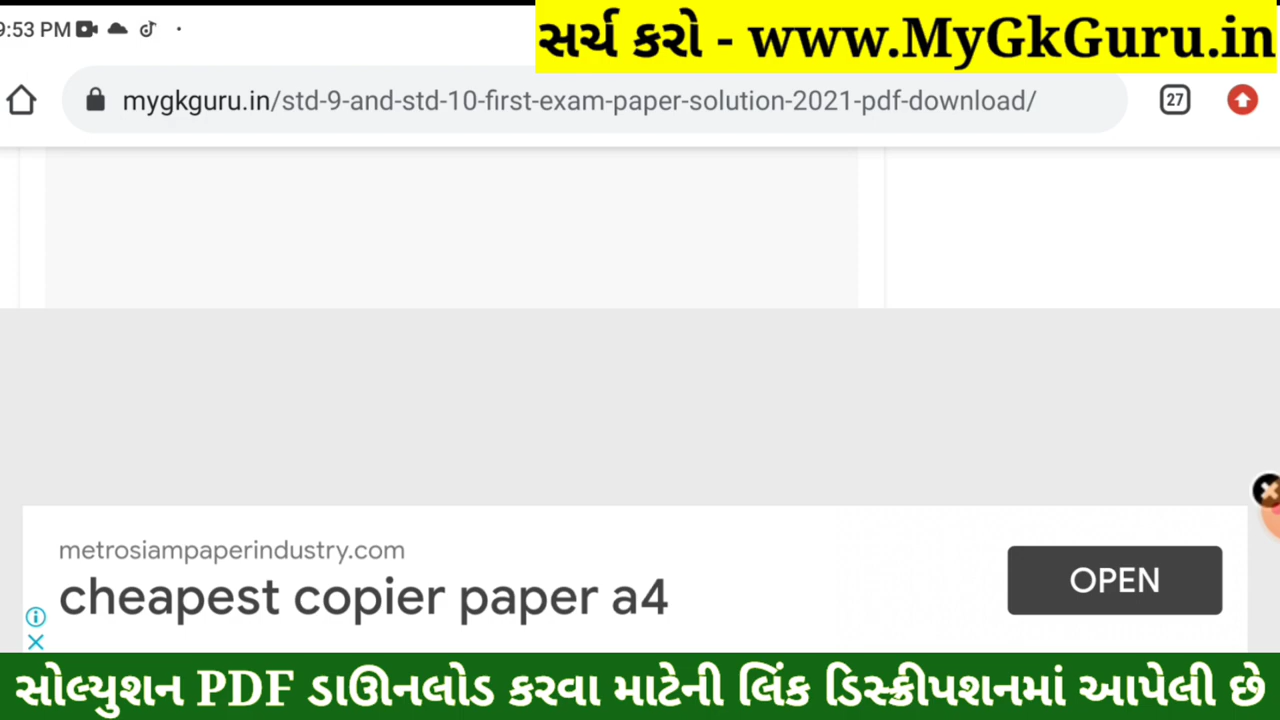 9:53 PM
સર્ચ કરો - www.MyGkGuru.in
mygkguru.in/std-9-and-std-10-first-exam-paper-solution-2021-pdf-download/
27
metrosiampaperindustry.com
cheapest copier paper a4
OPEN
સોલ્યુશન PDF ડાઊનલોડ કરવા માટેની લિંક ડિસ્ક્રીપશનમાં આપેલી છે